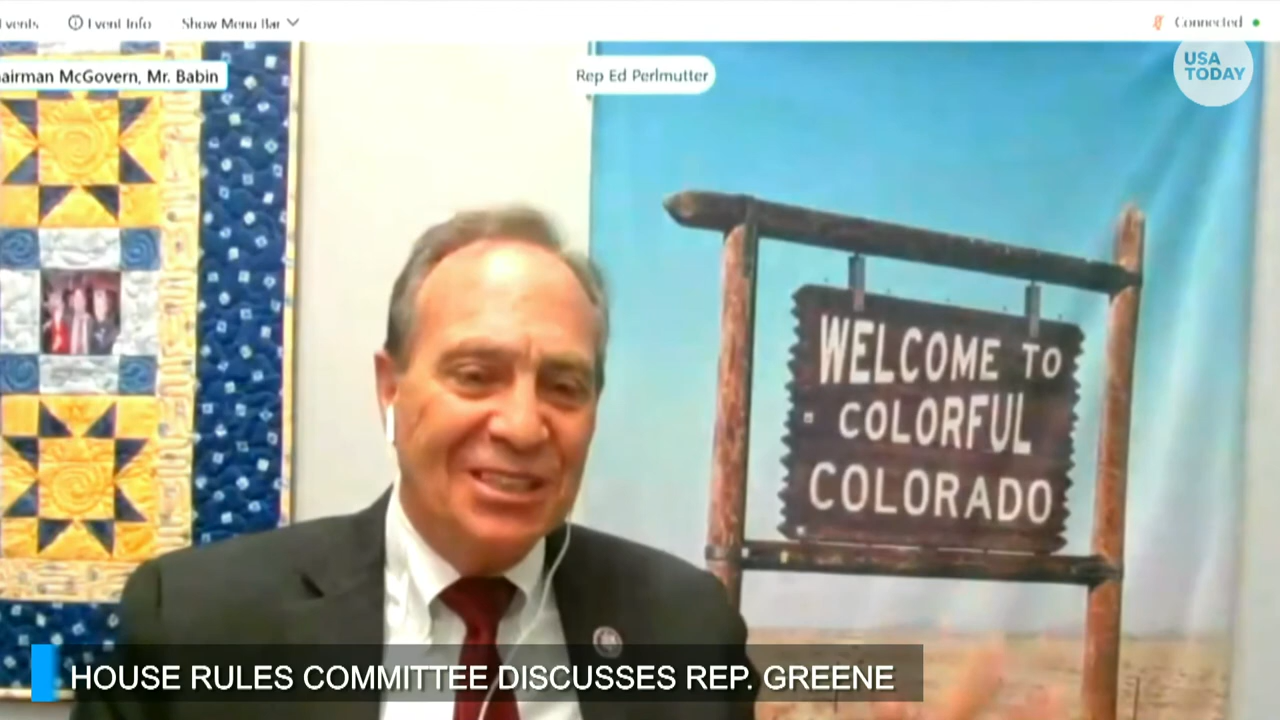 Event Info
Show Menu Bar
Connected
USA
TODAY
airman McGovern, Mr. Babin
Rep Ed Perlmutter
WELCOME TO
COLORFUL
COLORADO
HOUSE RULES COMMITTEE DISCUSSES REP. GREENE